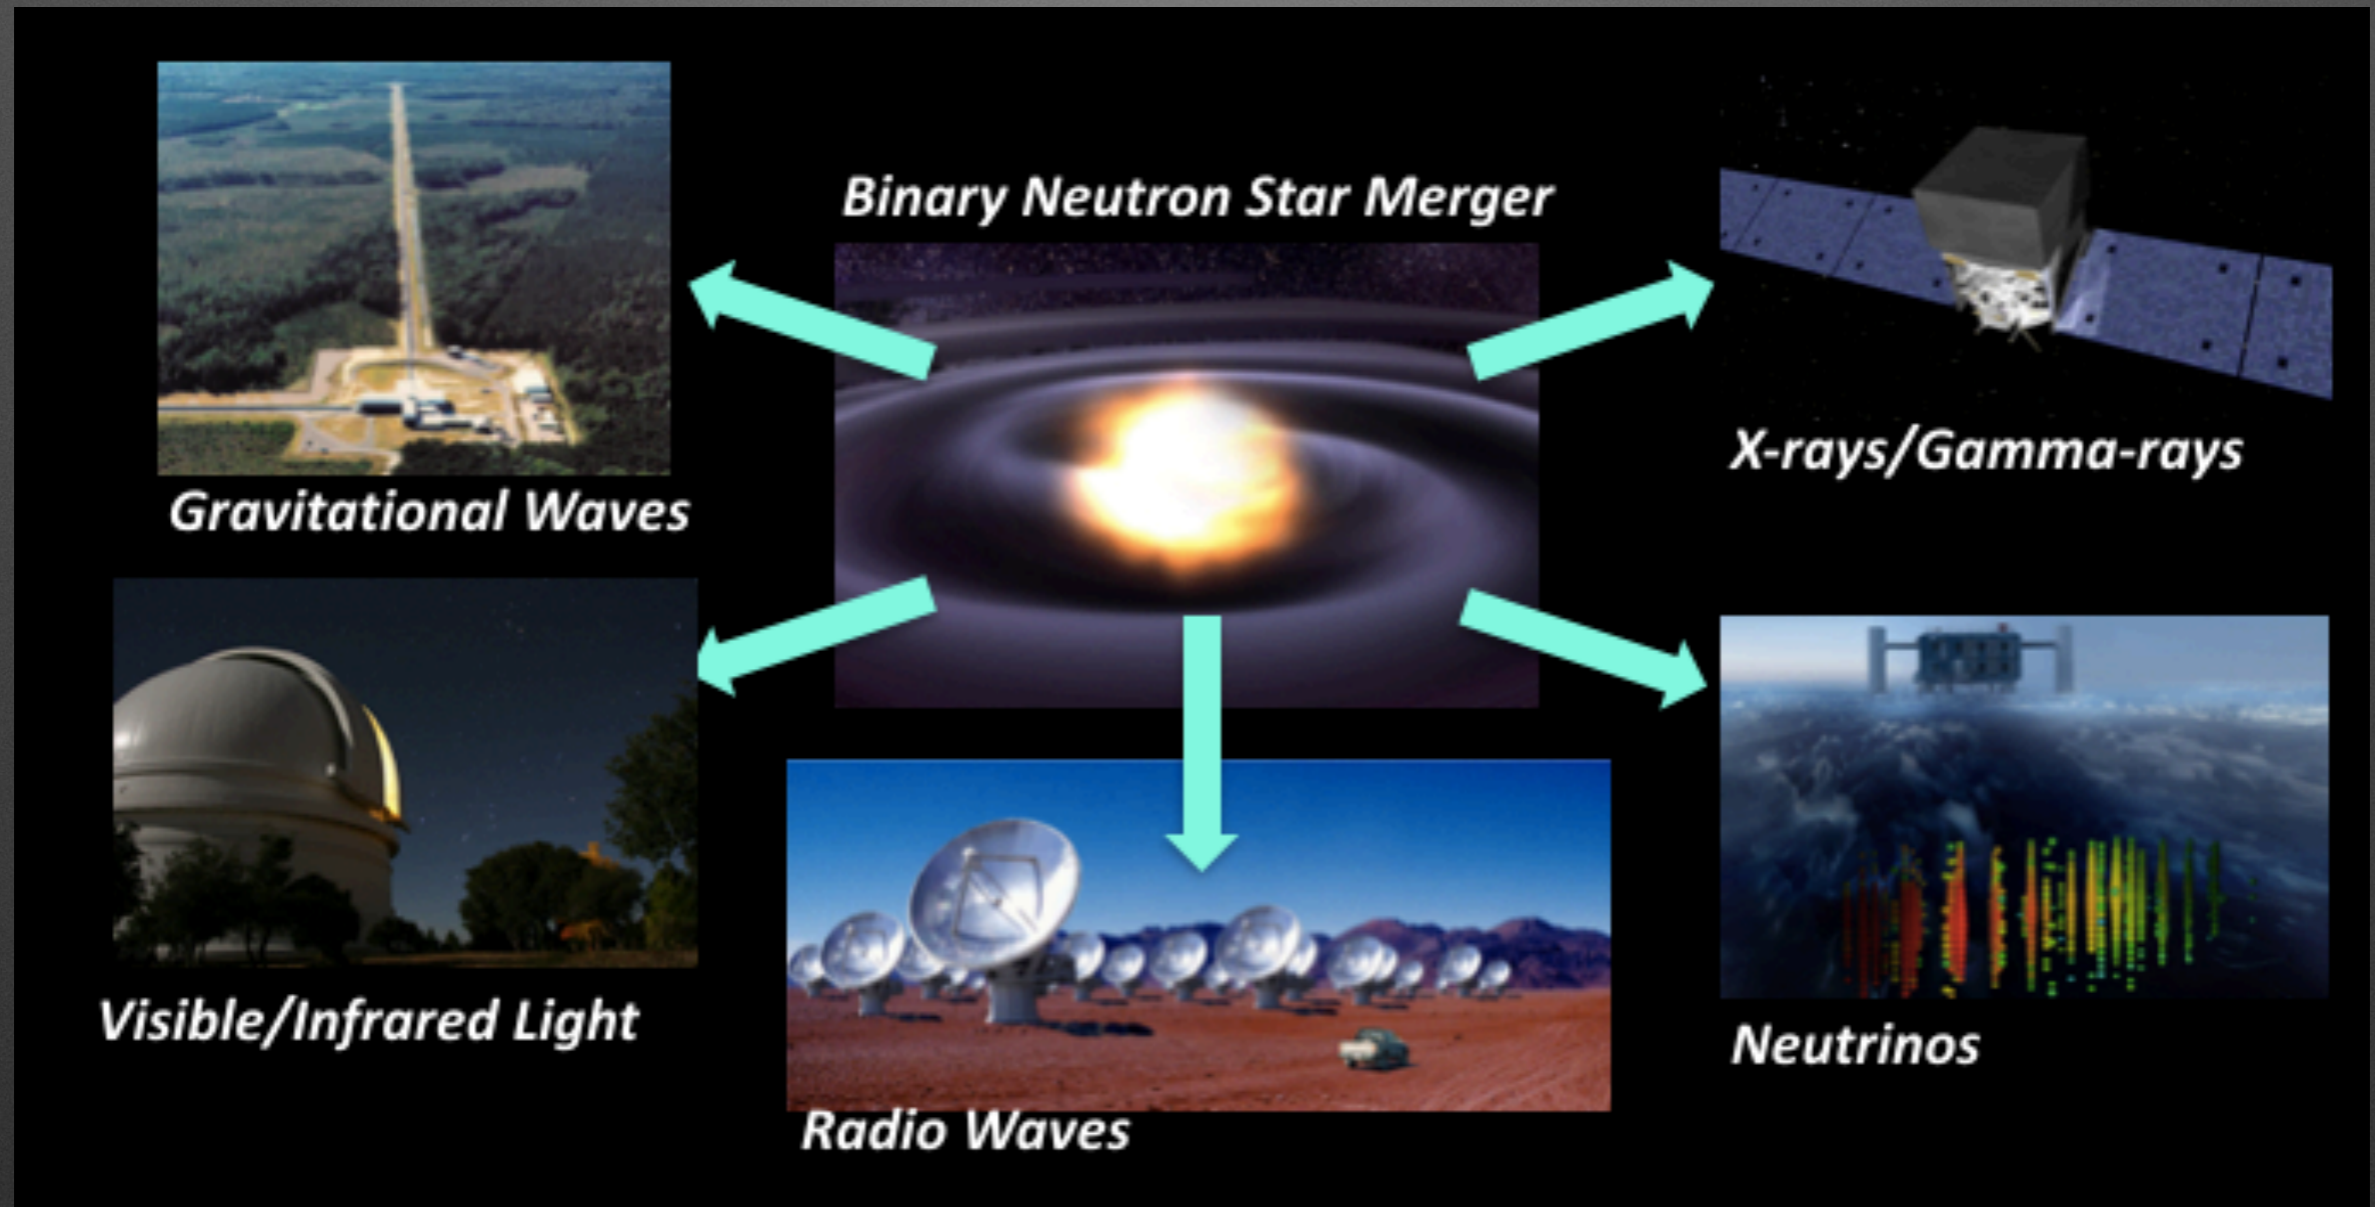 Binary Neutron Star Merger
Gravitational Waves
X-rays/Gamma-rays
Visible/Infrared Light
Radio Waves
Neutrinos